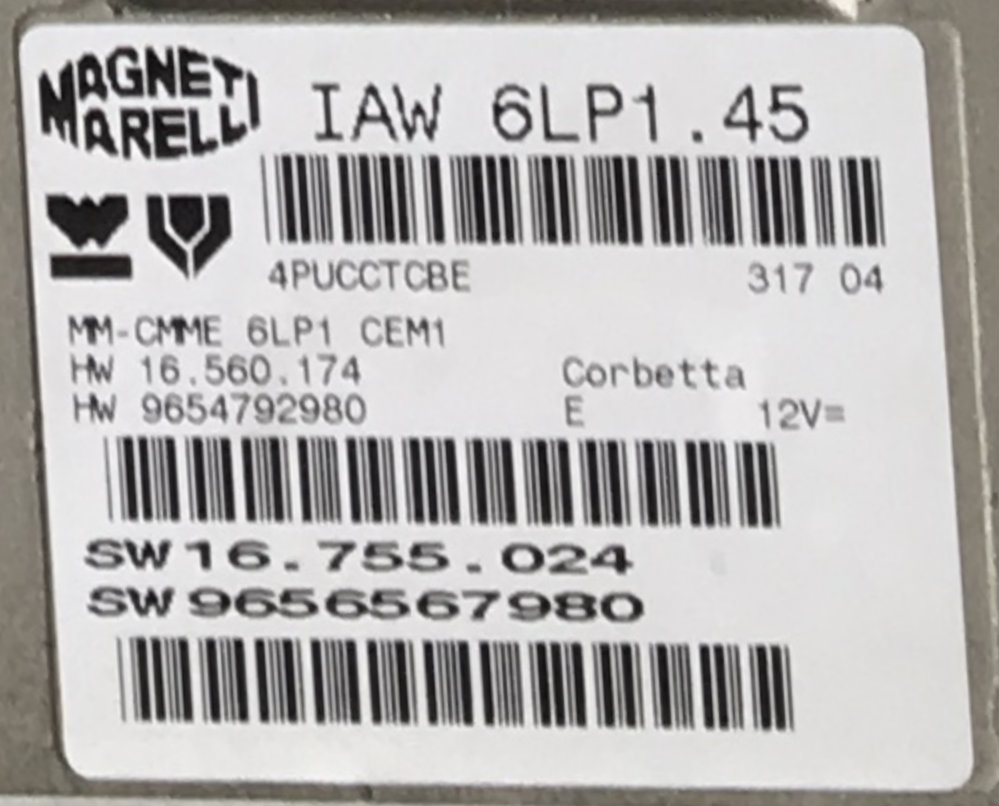 MAGNETI
MARELLI
IAW 6LP1.45
4PUCCTCBE 317 04
MM-CMME 6LP1 CEM1
HW 16.560.174 Corbetta
HW 9654792980 E 12V=
SW 16.755.024
SW 9656567980